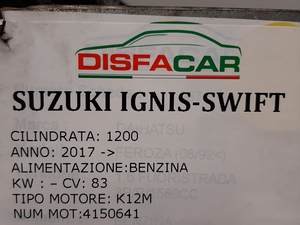 DISFACAR
SUZUKI IGNIS-SWIFT
CILINDRATA: 1200
ANNO: 2017 ->
ALIMENTAZIONE:BENZINA
KW : - CV: 83
TIPO MOTORE: K12M
NUM MOT:4150641